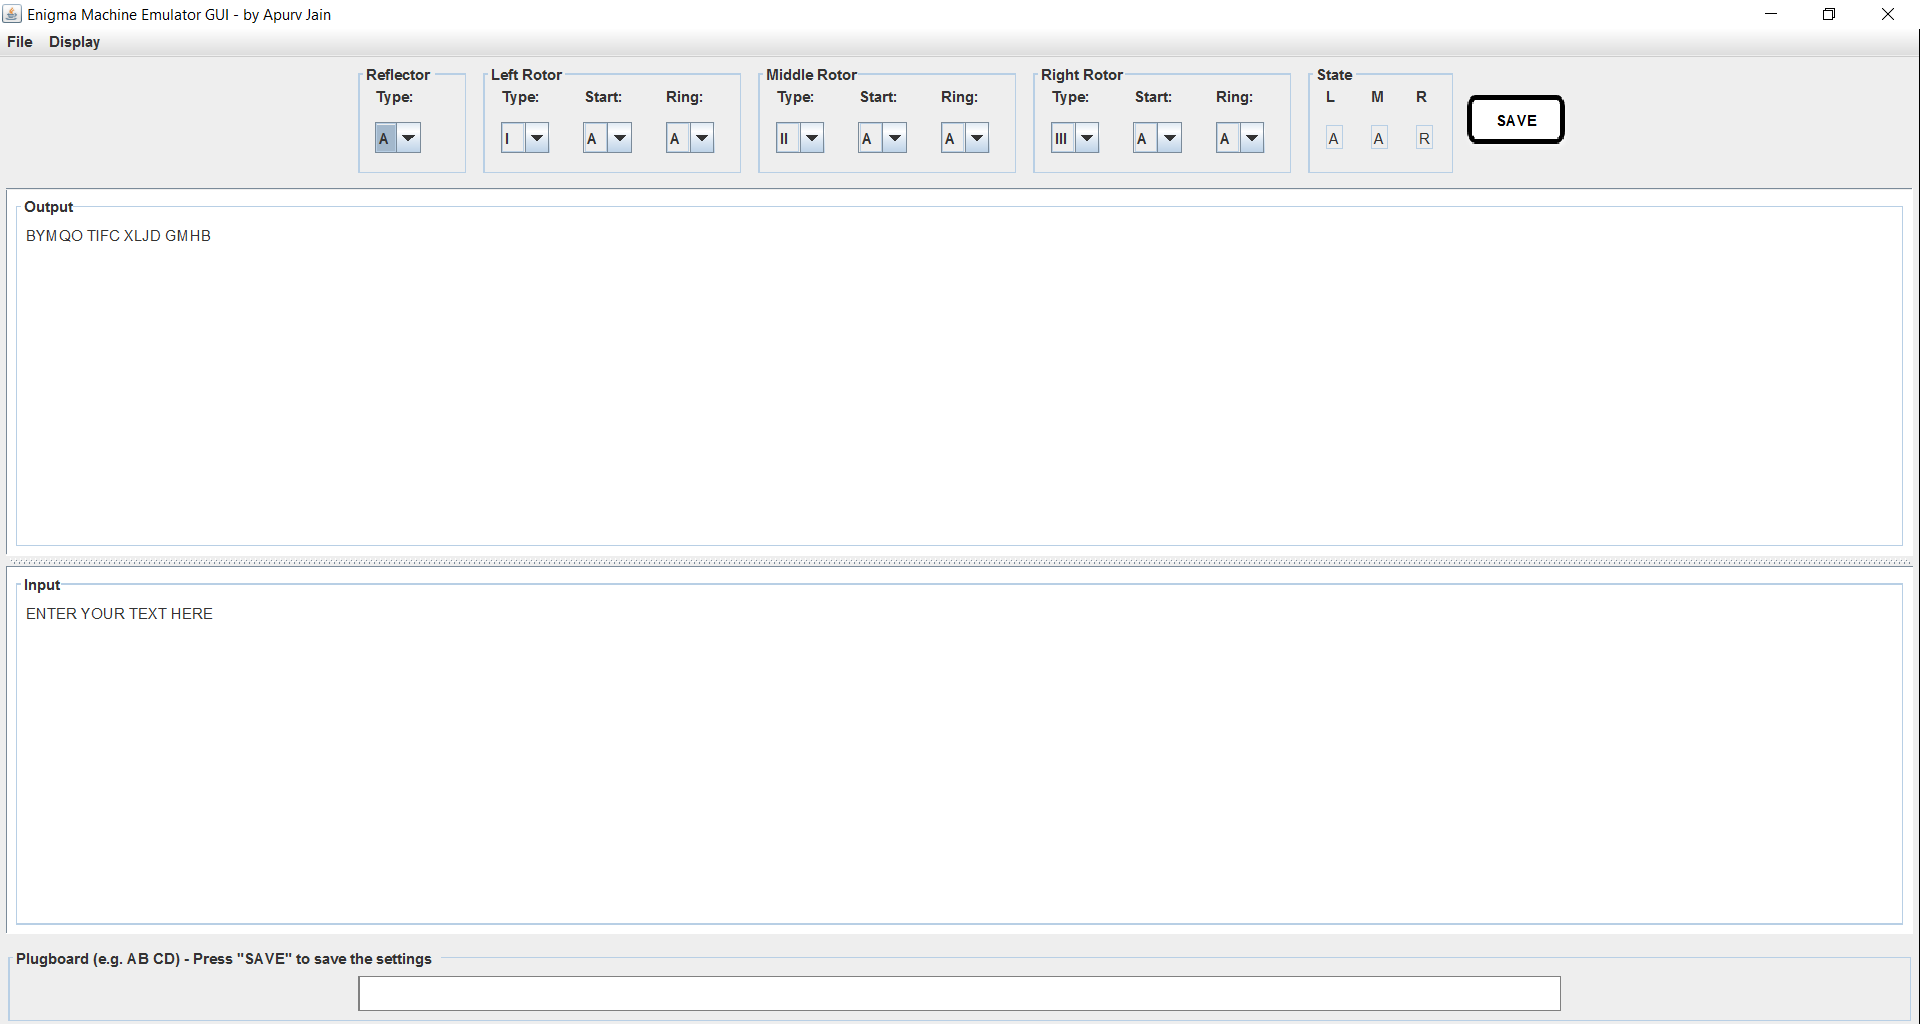 Enigma Machine Emulator GUI - by Apurv Jain
File Display
Reflector Left Rotor Middle Rotor Right Rotor State
Type: Type: Start: Ring: Type: Start: Ring: Type: Start: Ring: L M R
SAVE
A I A A II A A III A A A A R
Output
BYMQO TIFC XLJD GMHB
Input
ENTER YOUR TEXT HERE
Plugboard (e.g. AB CD) - Press "SAVE" to save the settings